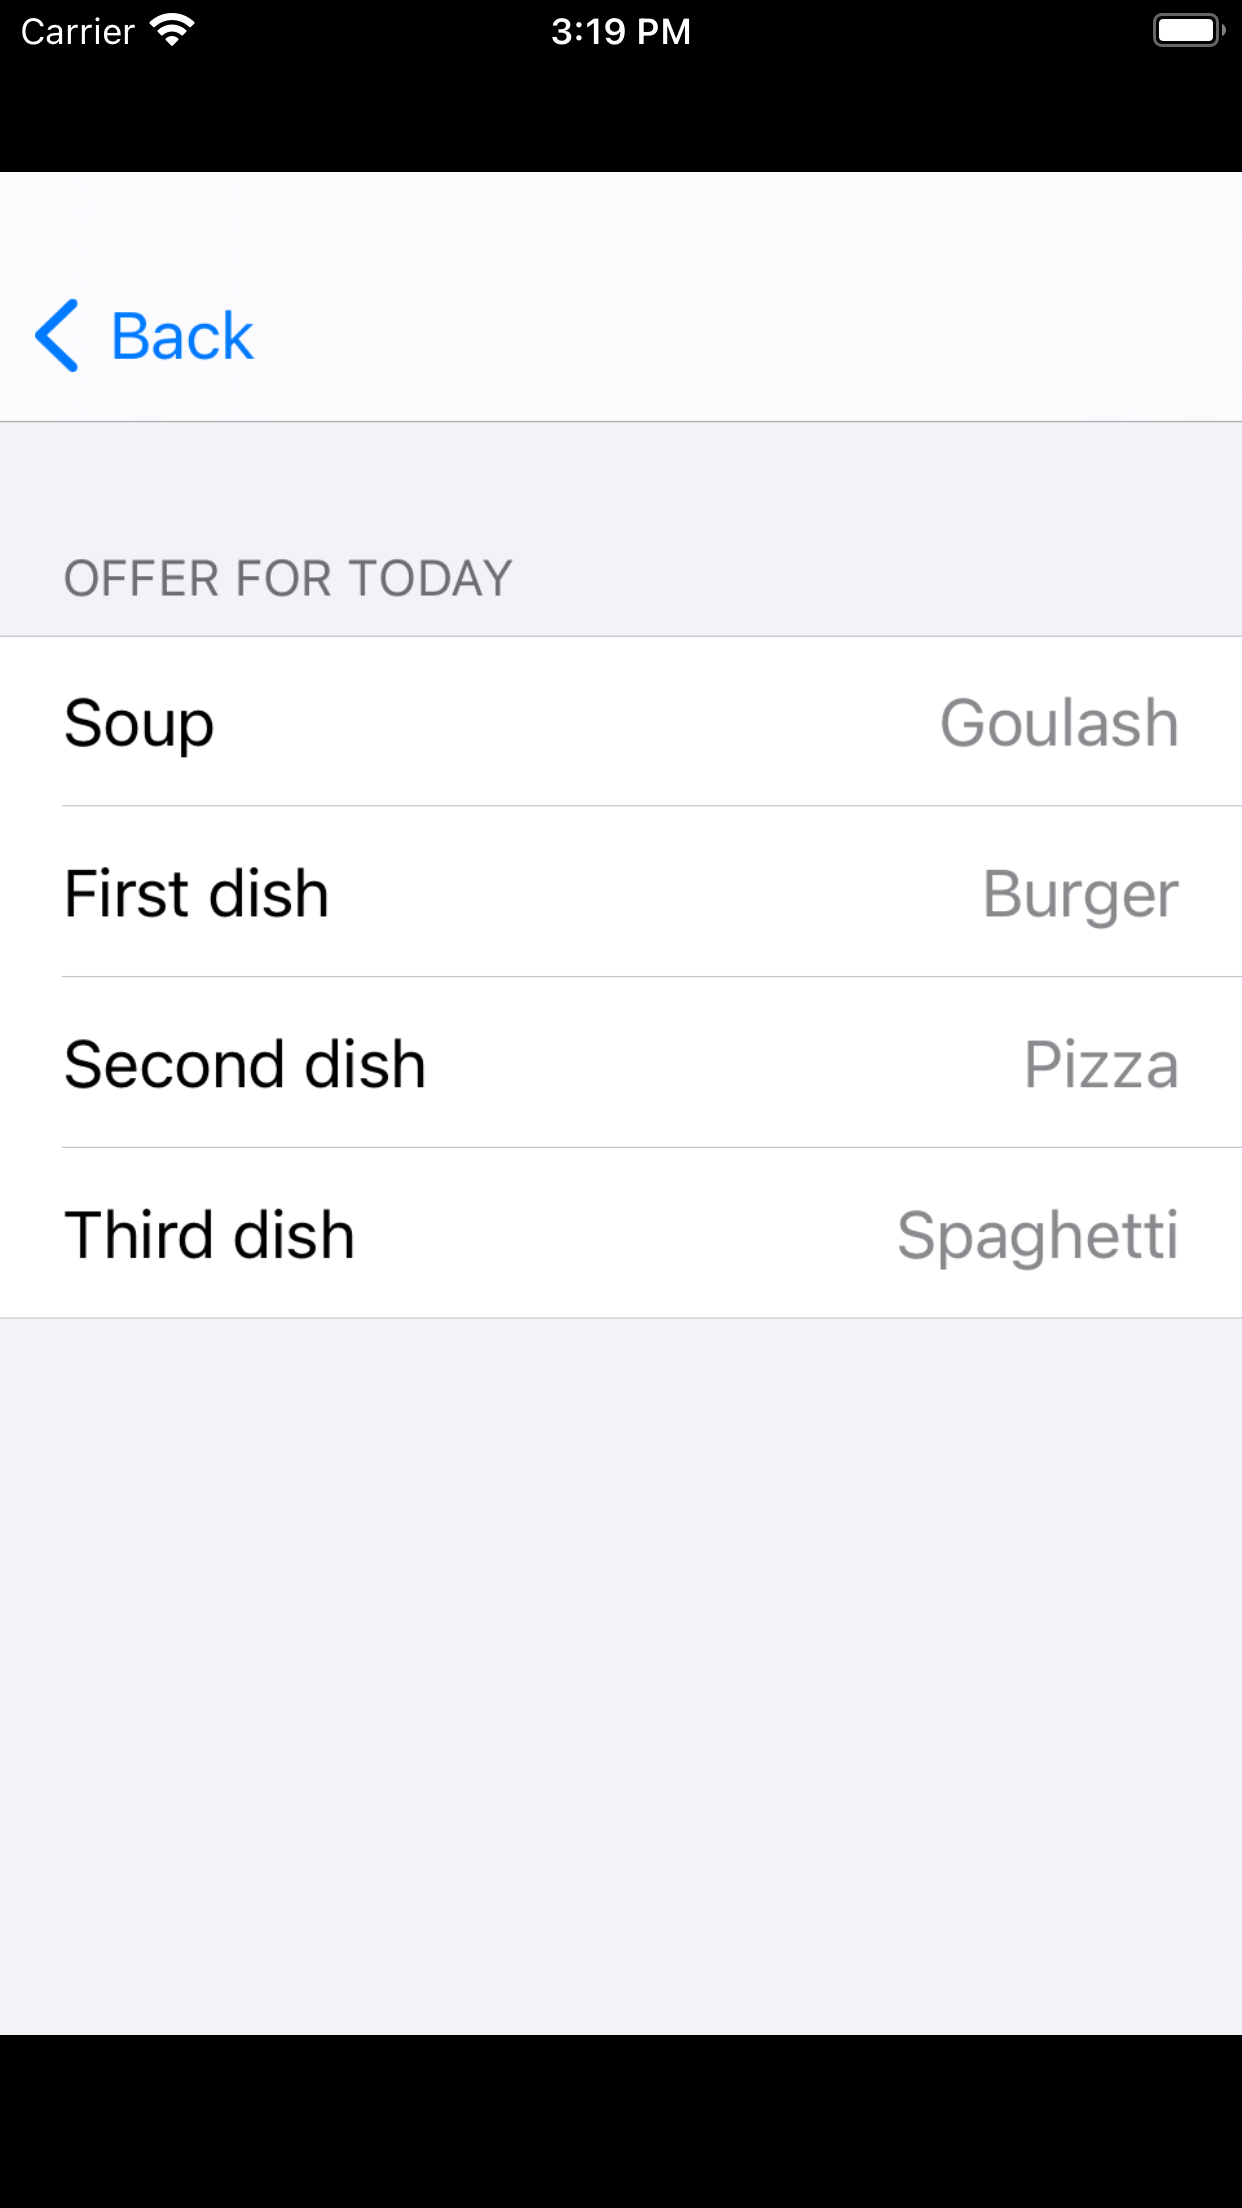 Carrier 3:19 PM
Back
OFFER FOR TODAY
Soup Goulash
First dish Burger
Second dish Pizza
Third dish Spaghetti